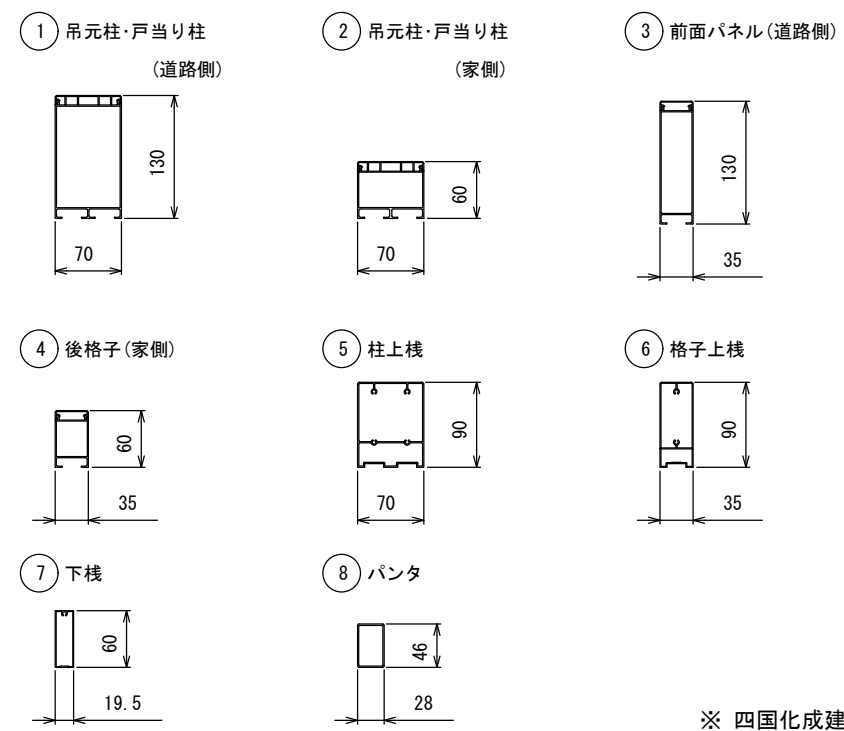 ① 吊元柱･戸当り柱
(道路側)
130
70
② 吊元柱･戸当り柱
(家側)
60
70
③ 前面パネル(道路側)
130
35
④ 後格子(家側)
60
35
⑤ 柱上桟
90
70
⑥ 格子上桟
90
35
⑦ 下桟
60
19.5
⑧ パンタ
46
28
※ 四国化成建